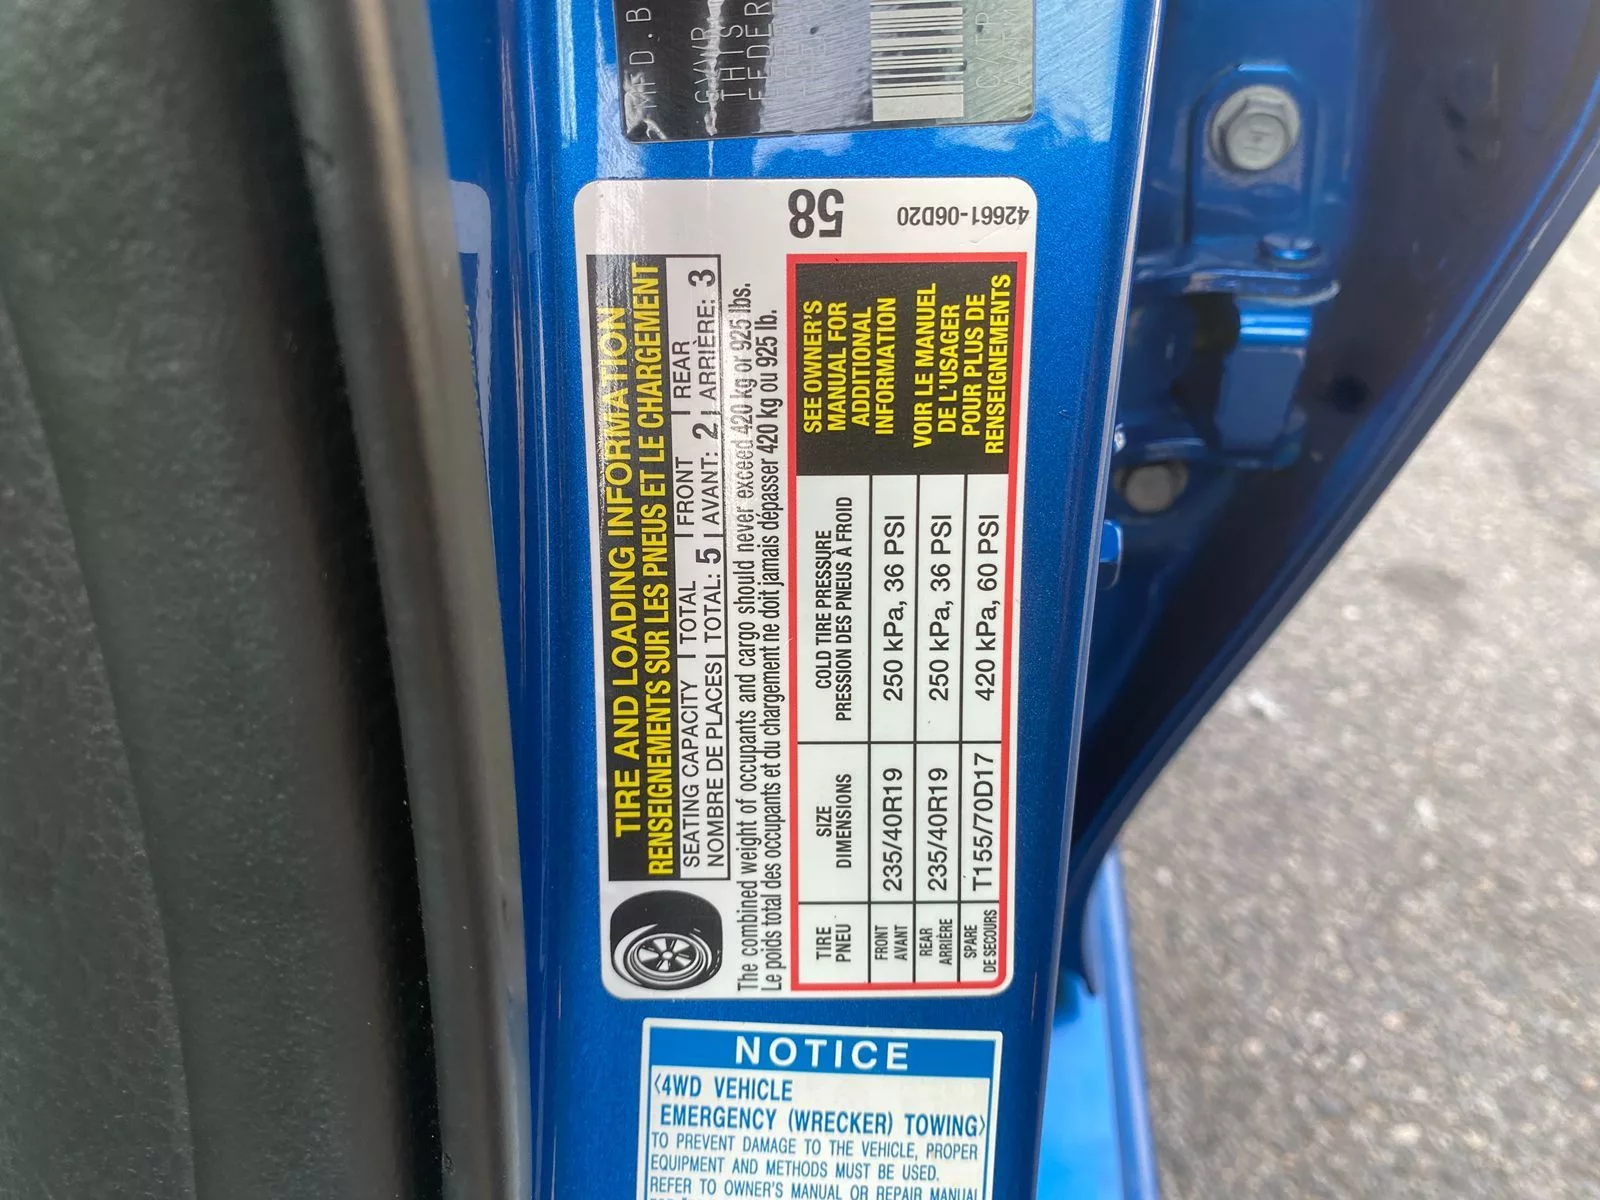 MFD.B
GVWR
THIS
FEDER
58
42661-06D20
TIRE AND LOADING INFORMATION
RENSEIGNEMENTS SUR LES PNEUS ET LE CHARGEMENT
SEATING CAPACITY | TOTAL | FRONT | REAR
NOMBRE DE PLACES | TOTAL: 5 | AVANT: 2 | ARRIÈRE: 3
The combined weight of occupants and cargo should never exceed 420 kg or 925 lbs.
Le poids total des occupants et du chargement ne doit jamais dépasser 420 kg ou 925 lb.
TIRE
PNEU
SIZE
DIMENSIONS
COLD TIRE PRESSURE
PRESSION DES PNEUS À FROID
FRONT
AVANT
235/40R19
250 kPa, 36 PSI
REAR
ARRIÈRE
235/40R19
250 kPa, 36 PSI
SPARE
DE SECOURS
T155/70D17
420 kPa, 60 PSI
SEE OWNER'S
MANUAL FOR
ADDITIONAL
INFORMATION
VOIR LE MANUEL
DE L'USAGER
POUR PLUS DE
RENSEIGNEMENTS
NOTICE
<4WD VEHICLE
EMERGENCY (WRECKER) TOWING>
TO PREVENT DAMAGE TO THE VEHICLE, PROPER
EQUIPMENT AND METHODS MUST BE USED.
REFER TO OWNER'S MANUAL OR REPAIR MANUAL